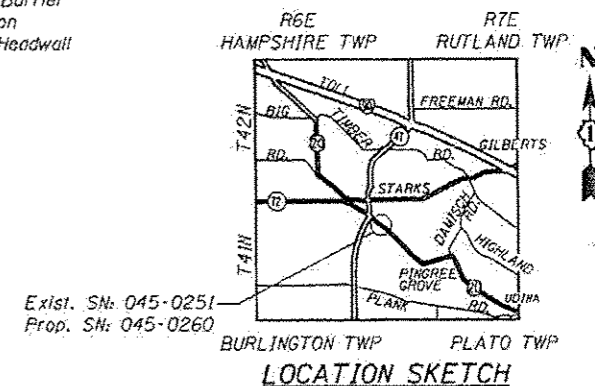 Barrier
on
Headwall
R6E R7E
HAMPSHIRE TWP RUTLAND TWP
N
TOLL
90
FREEMAN RD.
BIG TIMBER RD.
T42N
47
20
GILBERTS
RD.
STARKS
72
DAMISCH RD.
HIGHLAND
T41N
PINGREE
GROVE
20
UDINA
PLANK RD.
Exist. SN: 045-0251
Prop. SN: 045-0260
BURLINGTON TWP PLATO TWP
LOCATION SKETCH